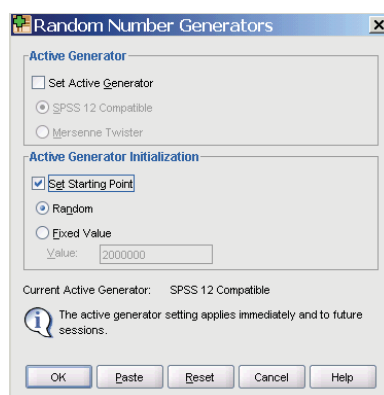 Random Number Generators
Active Generator
Set Active Generator
SPSS 12 Compatible
Mersenne Twister
Active Generator Initialization
Set Starting Point
Random
Fixed Value
Value: 2000000
Current Active Generator: SPSS 12 Compatible
The active generator setting applies immediately and to future
sessions.
OK Paste Reset Cancel Help